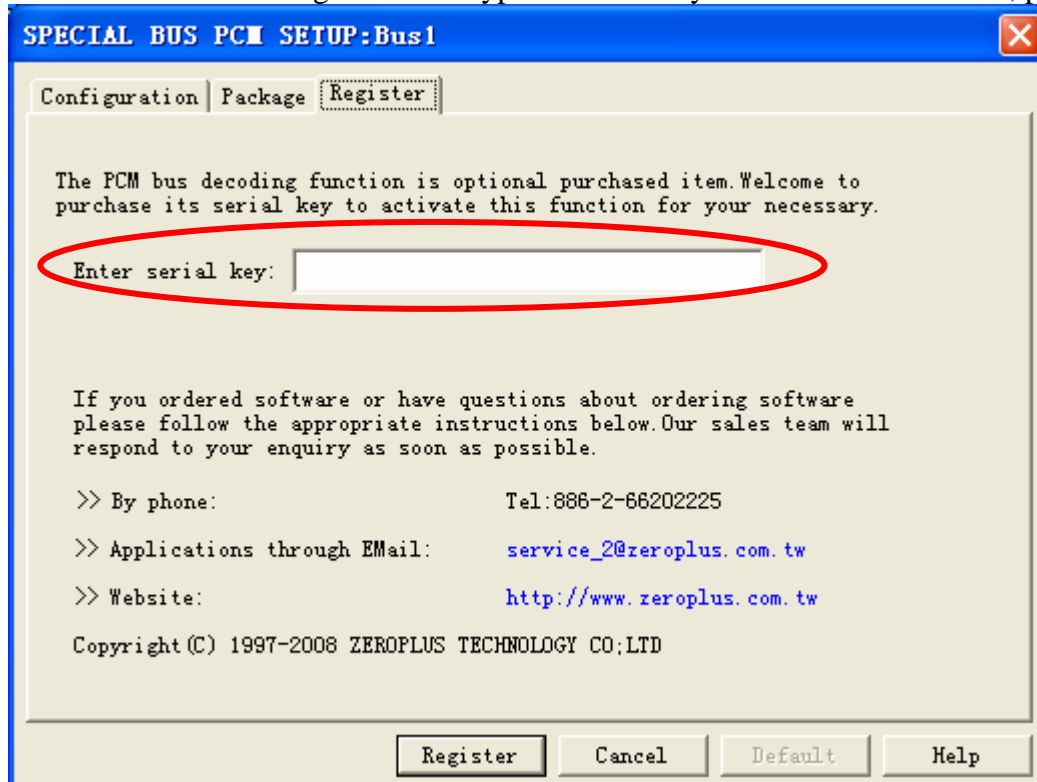 SPECIAL BUS PCM SETUP:Bus1
Configuration Package Register
The PCM bus decoding function is optional purchased item.Welcome to
purchase its serial key to activate this function for your necessary.
Enter serial key:
If you ordered software or have questions about ordering software
please follow the appropriate instructions below.Our sales team will
respond to your enquiry as soon as possible.
>> By phone: Tel:886-2-66202225
>> Applications through EMail: service_2@zeroplus.com.tw
>> Website: http://www.zeroplus.com.tw
Copyright(C) 1997-2008 ZEROPLUS TECHNOLOGY CO;LTD
Register Cancel Default Help